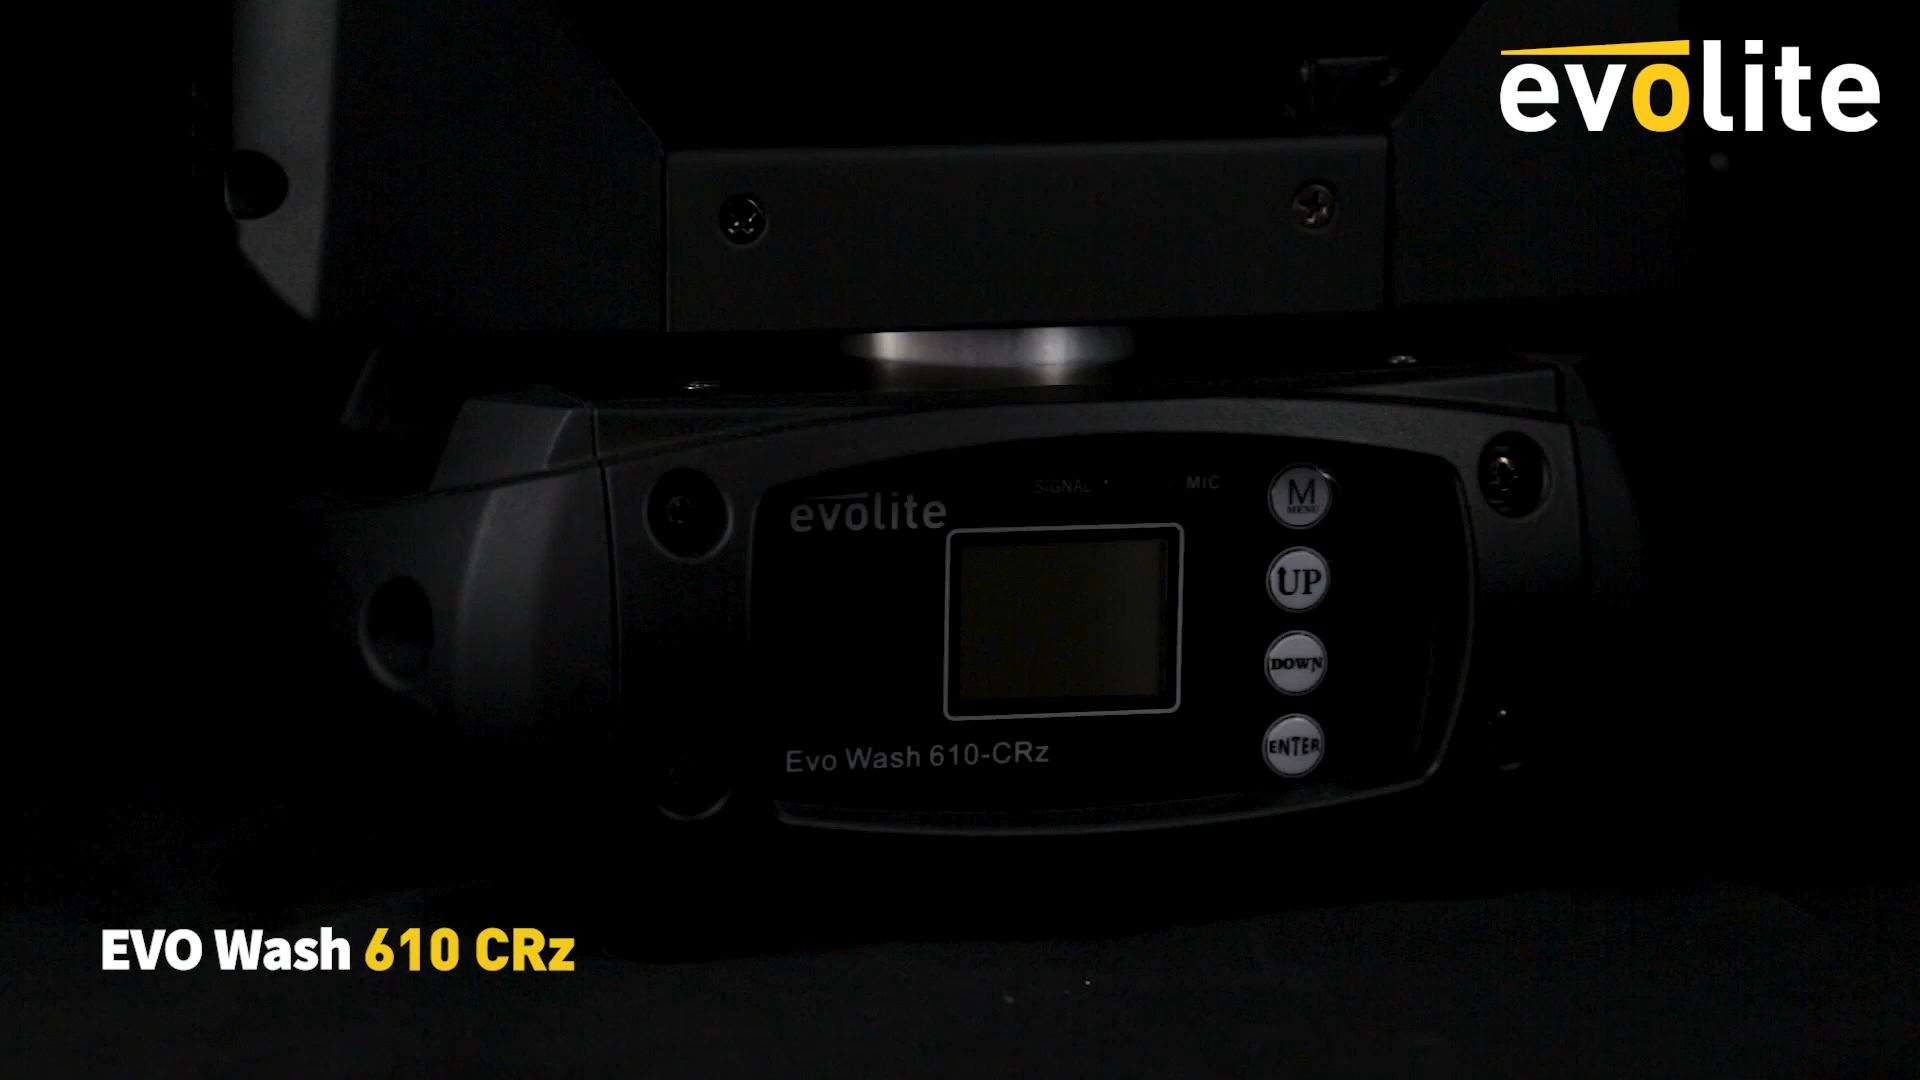 evolite
evolite
SIGNAL MIC
M
MENU
UP
DOWN
ENTER
Evo Wash 610-CRz
EVO Wash 610 CRz